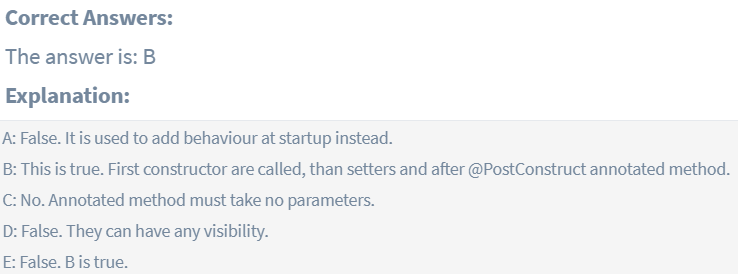 Correct Answers:
The answer is: B
Explanation:
A: False. It is used to add behaviour at startup instead.
B: This is true. First constructor are called, than setters and after @PostConstruct annotated method.
C: No. Annotated method must take no parameters.
D: False. They can have any visibility.
E: False. B is true.